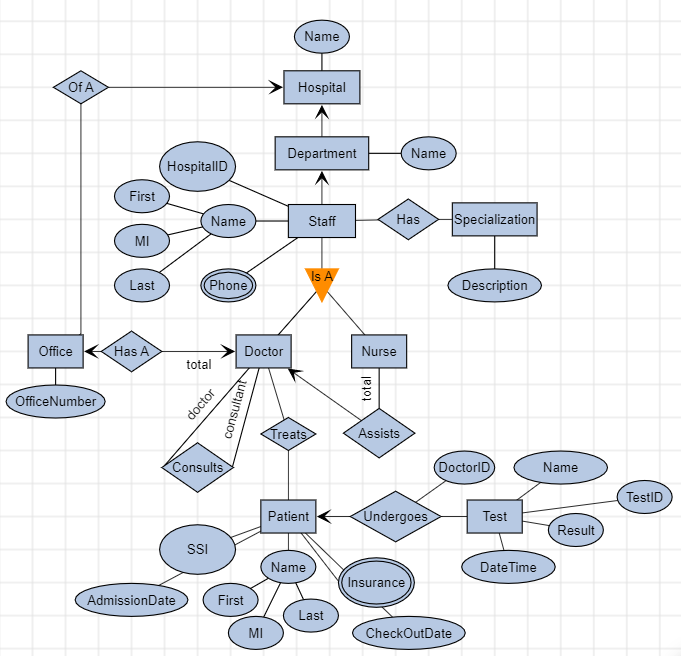 Name
Of A
Hospital
Department
Name
HospitalID
First
Name
Staff
Has
Specialization
MI
Last
Phone
Is A
Description
Office
Has A
total
Doctor
Nurse
total
OfficeNumber
doctor
consultant
Treats
Assists
Consults
DoctorID
Name
TestID
Patient
Undergoes
Test
Result
SSI
Name
Insurance
DateTime
AdmissionDate
First
Last
MI
CheckOutDate